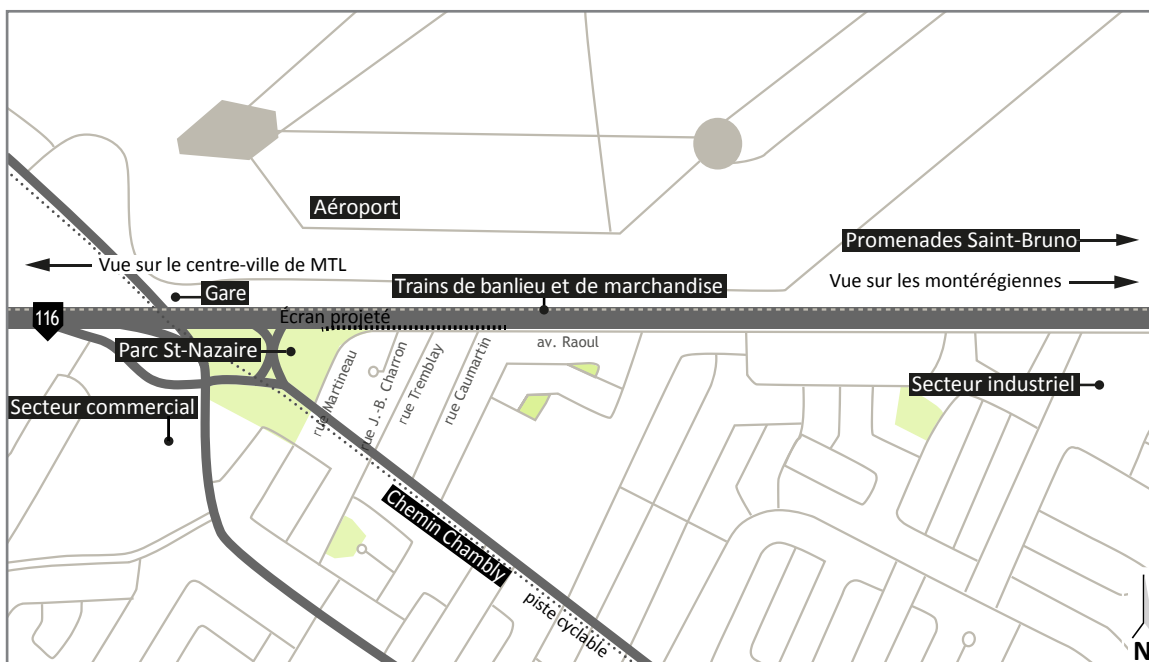 Aéroport
Promenades Saint-Bruno
Vue sur le centre-ville de MTL
Vue sur les montérégiennes
Gare
Trains de banlieu et de marchandise
116
Écran projeté
Parc St-Nazaire
av. Raoul
rue Martineau
rue J.-B. Charron
rue Tremblay
rue Caumartin
Secteur industriel
Secteur commercial
Chemin Chambly
piste cyclable
N